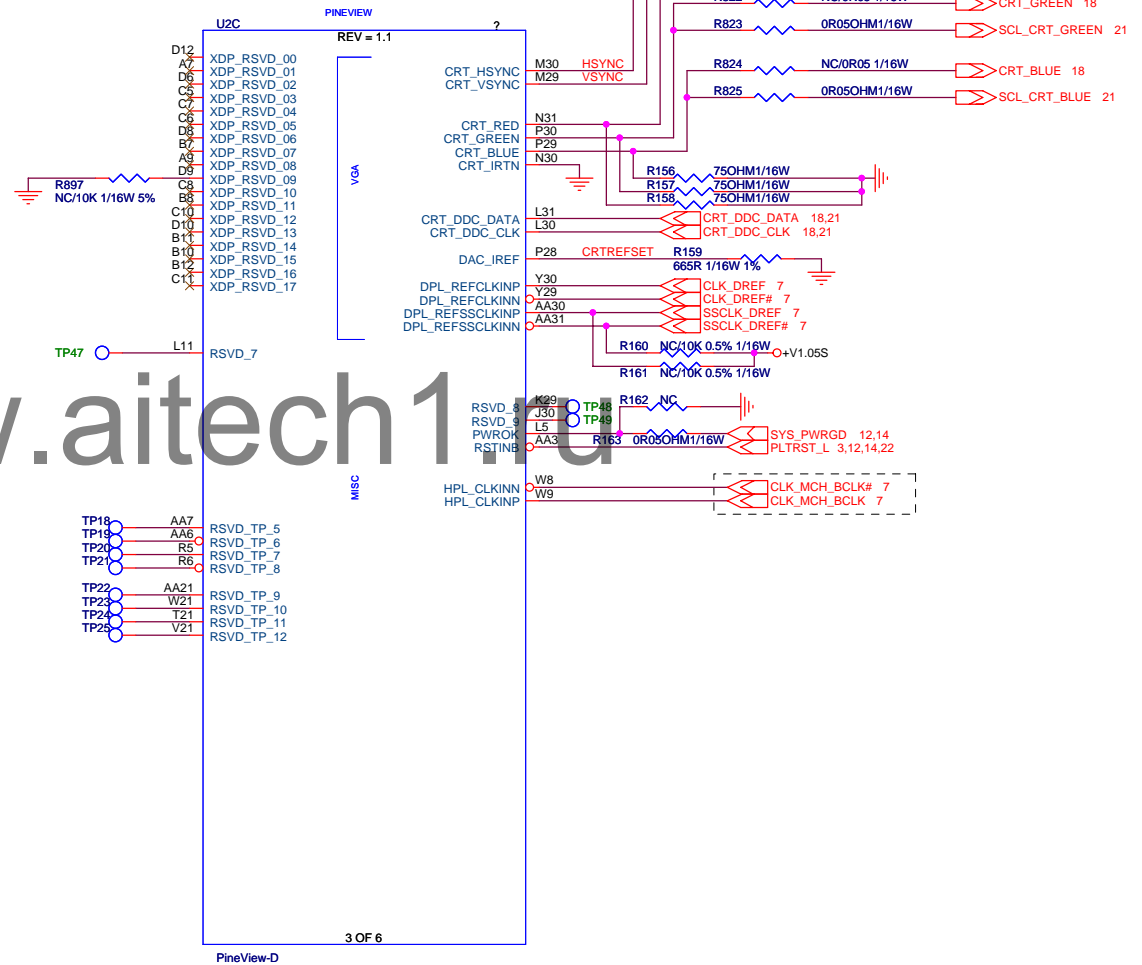 PINEVIEW
U2C
?
REV = 1.1
CRT_GREEN 18
R823 0R05OHM1/16W SCL_CRT_GREEN 21
R824 NC/0R05 1/16W CRT_BLUE 18
R825 0R05OHM1/16W SCL_CRT_BLUE 21
D12 XDP_RSVD_00
A7 XDP_RSVD_01
D6 XDP_RSVD_02
C5 XDP_RSVD_03
C7 XDP_RSVD_04
C6 XDP_RSVD_05
D8 XDP_RSVD_06
B7 XDP_RSVD_07
A9 XDP_RSVD_08
D9 XDP_RSVD_09
C8 XDP_RSVD_10
B8 XDP_RSVD_11
C10 XDP_RSVD_12
D10 XDP_RSVD_13
B11 XDP_RSVD_14
B10 XDP_RSVD_15
B12 XDP_RSVD_16
C11 XDP_RSVD_17
R897
NC/10K 1/16W 5%
VGA
CRT_HSYNC M30 HSYNC
CRT_VSYNC M29 VSYNC
CRT_RED N31
CRT_GREEN P30
CRT_BLUE P29
CRT_IRTN N30
R156 75OHM1/16W
R157 75OHM1/16W
R158 75OHM1/16W
CRT_DDC_DATA L31 CRT_DDC_DATA 18,21
CRT_DDC_CLK L30 CRT_DDC_CLK 18,21
DAC_IREF P28 CRTREFSET R159
665R 1/16W 1%
DPL_REFCLKINP Y30 CLK_DREF 7
DPL_REFCLKINN Y29 CLK_DREF# 7
DPL_REFSSCLKINP AA30 SSCLK_DREF 7
DPL_REFSSCLKINN AA31 SSCLK_DREF# 7
R160 NC/10K 0.5% 1/16W +V1.05S
R161 NC/10K 0.5% 1/16W
TP47 L11 RSVD_7
RSVD_8 K29 TP48 R162 NC
RSVD_9 J30 TP49
PWROK L5 R163 0R05OHM1/16W SYS_PWRGD 12,14
RSTINB AA3 PLTRST_L 3,12,14,22
w.aitech1.ru
MISC
HPL_CLKINN W8 CLK_MCH_BCLK# 7
HPL_CLKINP W9 CLK_MCH_BCLK 7
TP18 AA7 RSVD_TP_5
TP19 AA6 RSVD_TP_6
TP20 R5 RSVD_TP_7
TP21 R6 RSVD_TP_8
TP22 AA21 RSVD_TP_9
TP23 W21 RSVD_TP_10
TP24 T21 RSVD_TP_11
TP25 V21 RSVD_TP_12
3 OF 6
PineView-D